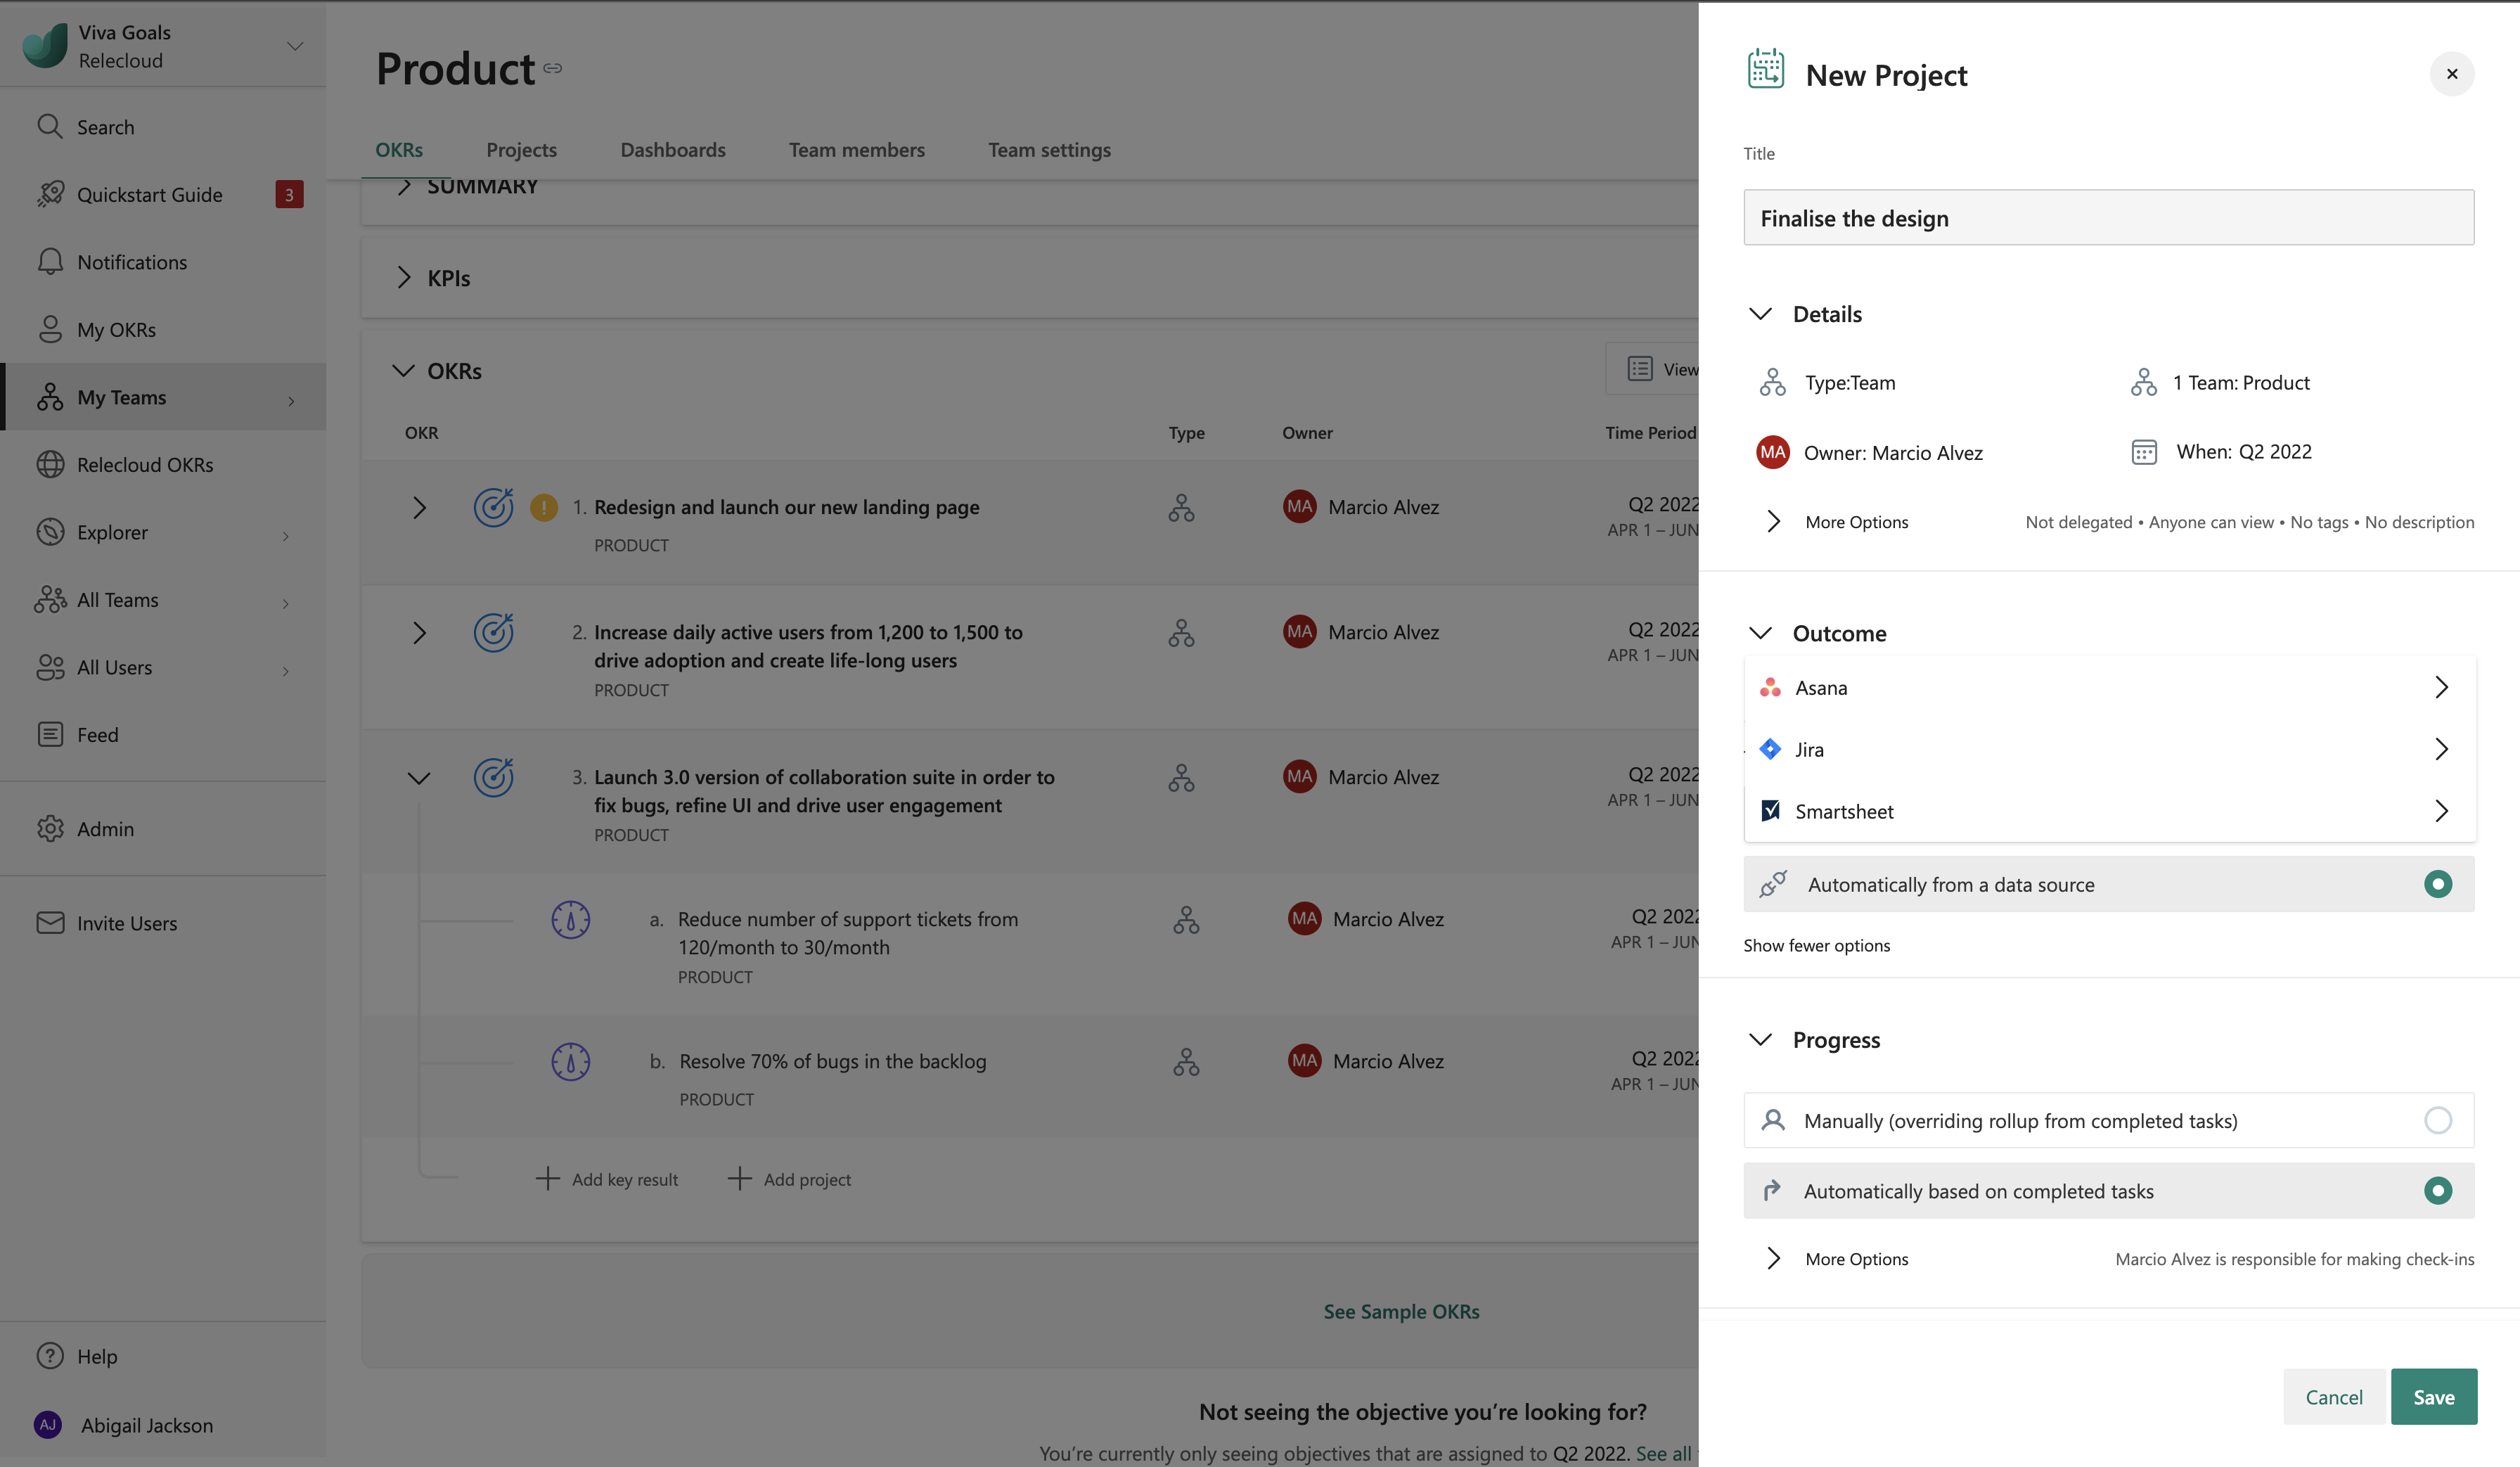 Viva Goals
Relecloud
Search
Quickstart Guide
3
Notifications
My OKRs
My Teams
Relecloud OKRs
Explorer
All Teams
All Users
Feed
Admin
Invite Users
Help
AJ
Abigail Jackson
Product
OKRs
Projects
Dashboards
Team members
Team settings
SUMMARY
KPIs
OKRs
View
OKR
Type
Owner
Time Period
1. Redesign and launch our new landing page
PRODUCT
MA
Marcio Alvez
Q2 2022
APR 1 – JUN
2. Increase daily active users from 1,200 to 1,500 to
drive adoption and create life-long users
PRODUCT
MA
Marcio Alvez
Q2 2022
APR 1 – JUN
3. Launch 3.0 version of collaboration suite in order to
fix bugs, refine UI and drive user engagement
PRODUCT
MA
Marcio Alvez
Q2 2022
APR 1 – JUN
a. Reduce number of support tickets from
120/month to 30/month
PRODUCT
MA
Marcio Alvez
Q2 2022
APR 1 – JUN
b. Resolve 70% of bugs in the backlog
PRODUCT
MA
Marcio Alvez
Q2 2022
APR 1 – JUN
Add key result
Add project
See Sample OKRs
Not seeing the objective you’re looking for?
You’re currently only seeing objectives that are assigned to Q2 2022. See all
New Project
Title
Finalise the design
Details
Type:Team
1 Team: Product
MA
Owner: Marcio Alvez
When: Q2 2022
More Options
Not delegated • Anyone can view • No tags • No description
Outcome
Asana
Jira
Smartsheet
Automatically from a data source
Show fewer options
Progress
Manually (overriding rollup from completed tasks)
Automatically based on completed tasks
More Options
Marcio Alvez is responsible for making check-ins
Cancel
Save